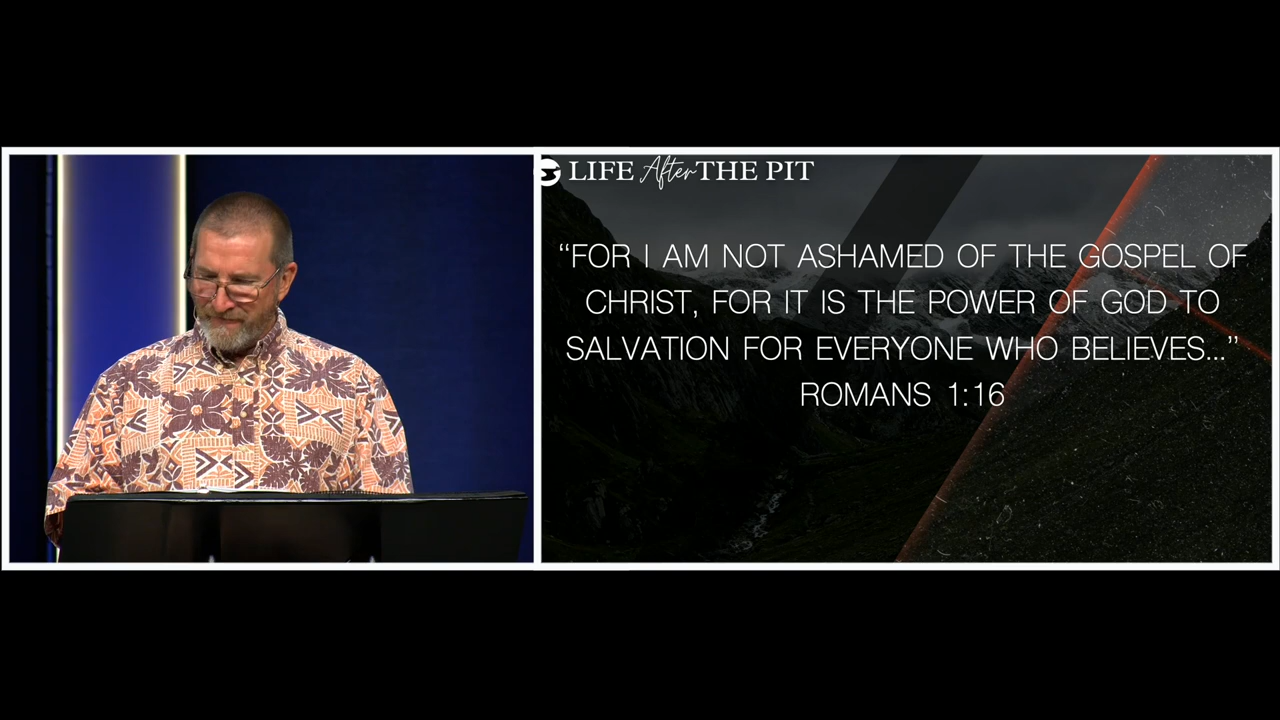 LIFE After THE PIT
“FOR I AM NOT ASHAMED OF THE GOSPEL OF
CHRIST, FOR IT IS THE POWER OF GOD TO
SALVATION FOR EVERYONE WHO BELIEVES...”
ROMANS 1:16